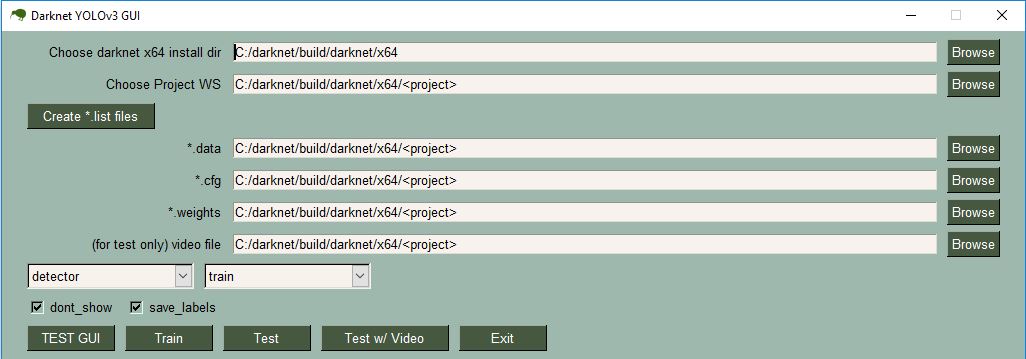 Darknet YOLOv3 GUI
Choose darknet x64 install dir C:/darknet/build/darknet/x64 Browse
Choose Project WS C:/darknet/build/darknet/x64/<project> Browse
Create *.list files
*.data C:/darknet/build/darknet/x64/<project> Browse
*.cfg C:/darknet/build/darknet/x64/<project> Browse
*.weights C:/darknet/build/darknet/x64/<project> Browse
(for test only) video file C:/darknet/build/darknet/x64/<project> Browse
detector train
dont_show save_labels
TEST GUI Train Test Test w/ Video Exit